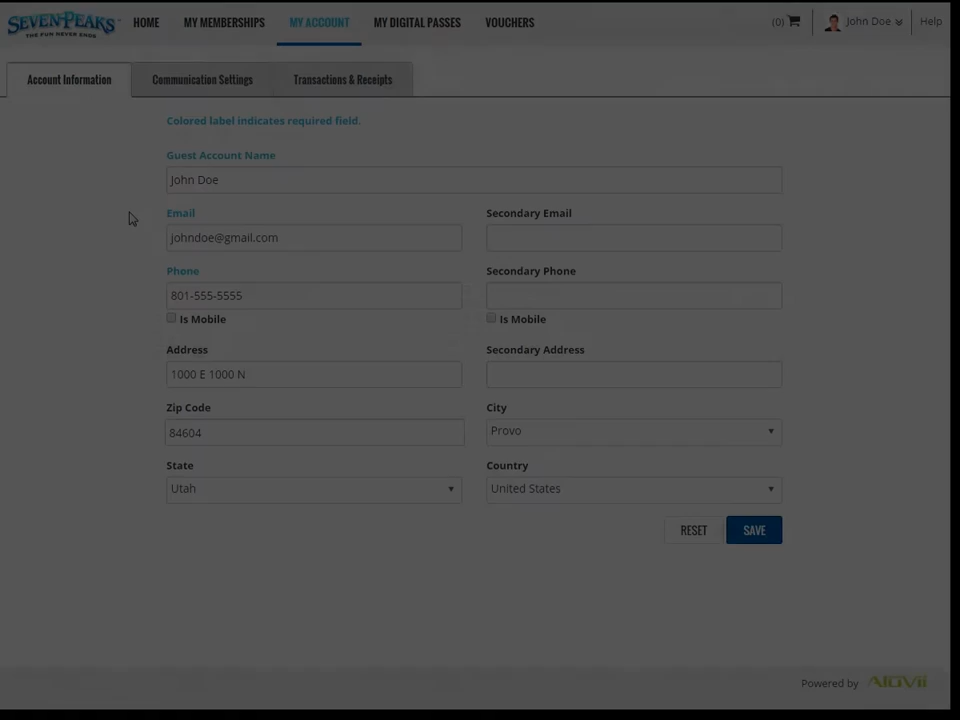 SEVEN PEAKS HOME MY MEMBERSHIPS MY ACCOUNT MY DIGITAL PASSES VOUCHERS (0) John Doe Help
THE FUN NEVER ENDS
Account Information Communication Settings Transactions & Receipts
Colored label indicates required field.
Guest Account Name
John Doe
Email Secondary Email
johndoe@gmail.com
Phone Secondary Phone
801-555-5555
Is Mobile Is Mobile
Address Secondary Address
1000 E 1000 N
Zip Code City
84604 Provo
State Country
Utah United States
RESET SAVE
Powered by Alovii